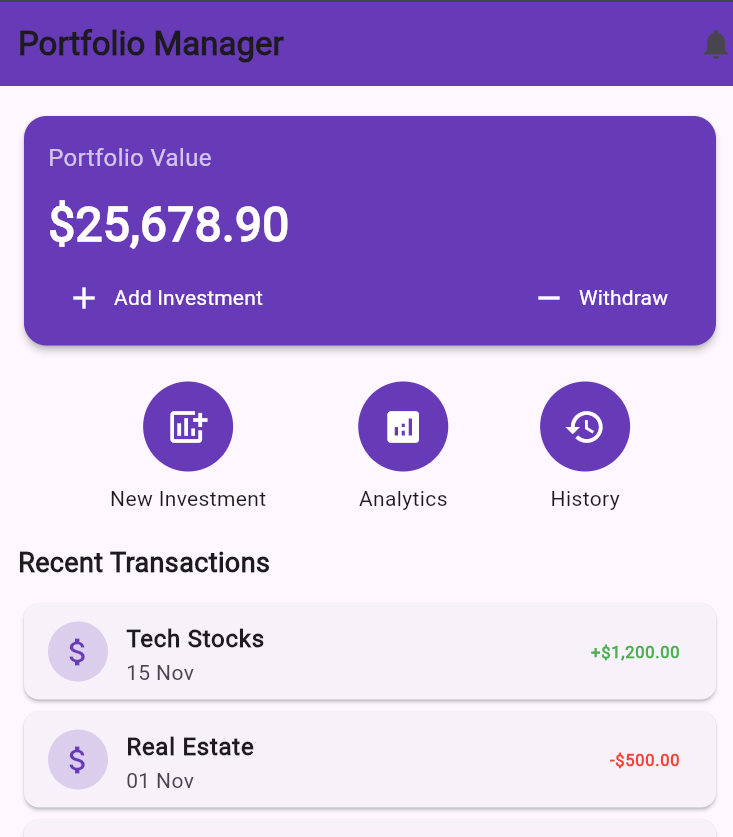 Portfolio Manager
Portfolio Value
$25,678.90
Add Investment
Withdraw
New Investment
Analytics
History
Recent Transactions
$
Tech Stocks
15 Nov
+$1,200.00
$
Real Estate
01 Nov
-$500.00